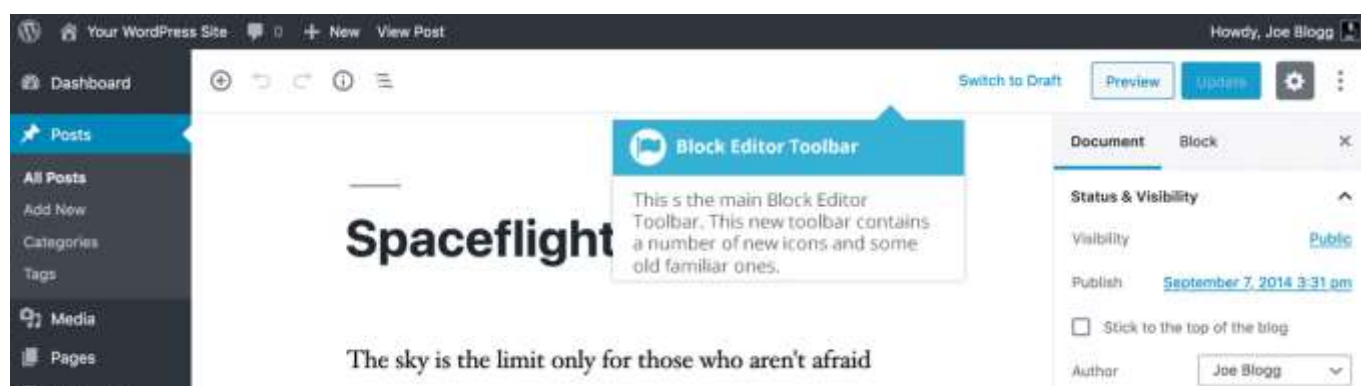 Your WordPress Site 0 New View Post Howdy, Joe Blogg
Dashboard
Switch to Draft Preview Update
Posts
All Posts
Add New
Categories
Tags
Media
Pages
Block Editor Toolbar
This s the main Block Editor
Toolbar. This new toolbar contains
a number of new icons and some
old familiar ones.
Spaceflight
The sky is the limit only for those who aren't afraid
Document Block
Status & Visibility
Visibility Public
Publish September 7, 2014 3:31 pm
Stick to the top of the blog
Author Joe Blogg